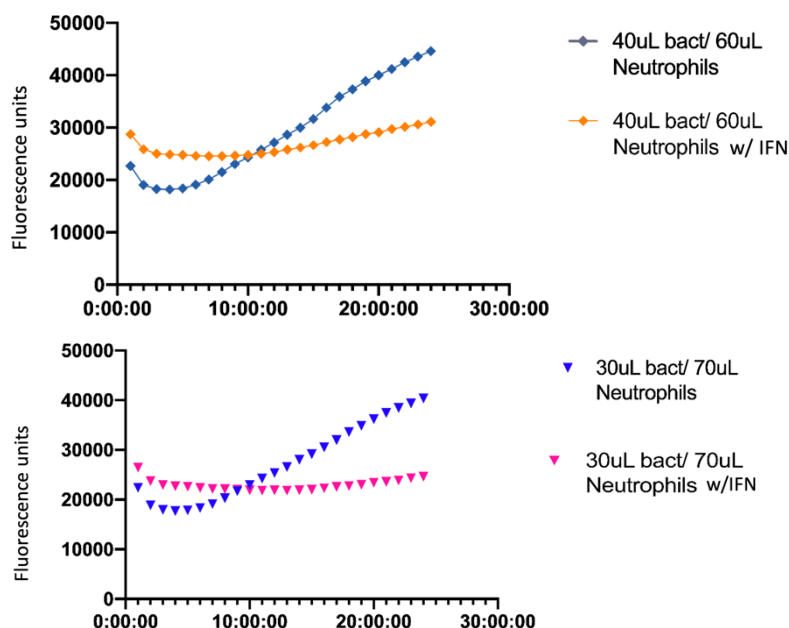 50000
40000
30000
20000
10000
0
Fluorescence units
0:00:00 10:00:00 20:00:00 30:00:00
40uL bact/ 60uL
Neutrophils
40uL bact/ 60uL
Neutrophils w/ IFN
50000
40000
30000
20000
10000
0
Fluorescence units
0:00:00 10:00:00 20:00:00 30:00:00
30uL bact/ 70uL
Neutrophils
30uL bact/ 70uL
Neutrophils w/IFN